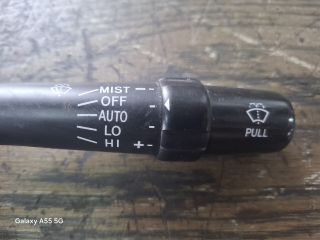 MIST -
OFF
AUTO -
LO
HI + -
PULL
Galaxy A55 5G